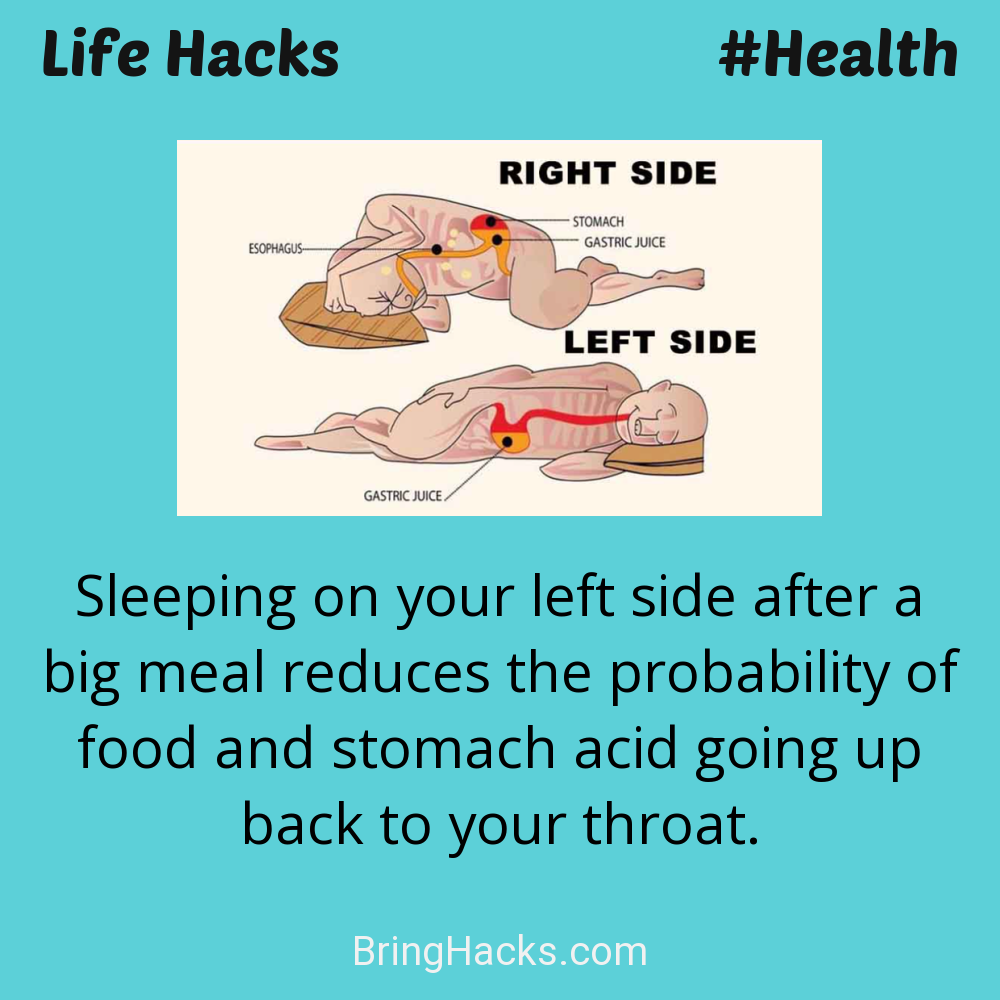 Life Hacks
#Health
RIGHT SIDE
STOMACH
GASTRIC JUICE
ESOPHAGUS
LEFT SIDE
GASTRIC JUICE
Sleeping on your left side after a
big meal reduces the probability of
food and stomach acid going up
back to your throat.
BringHacks.com